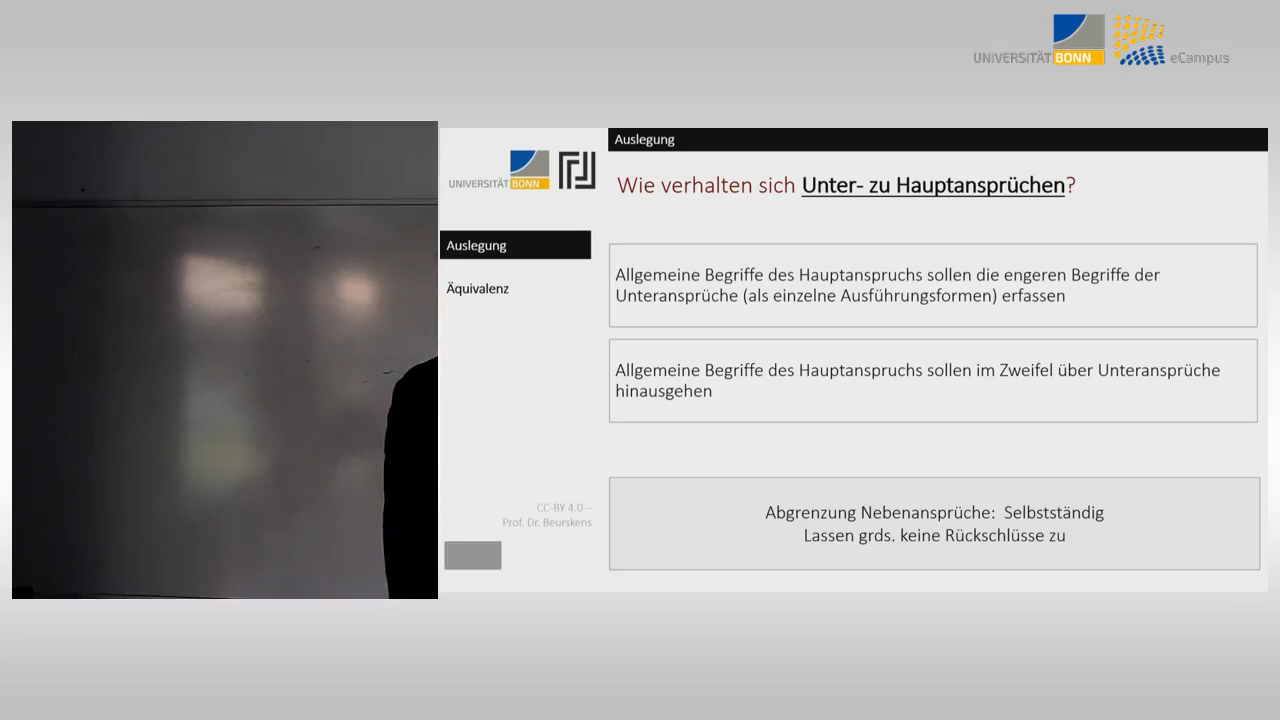 UNIVERSITÄT BONN
eCampus
UNIVERSITÄT BONN
Auslegung
Wie verhalten sich Unter- zu Hauptansprüchen?
Auslegung
Äquivalenz
Allgemeine Begriffe des Hauptanspruchs sollen die engeren Begriffe der
Unteransprüche (als einzelne Ausführungsformen) erfassen
Allgemeine Begriffe des Hauptanspruchs sollen im Zweifel über Unteransprüche
hinausgehen
CC-BY 4.0 –
Prof. Dr. Beurskens
Abgrenzung Nebenansprüche: Selbstständig
Lassen grds. keine Rückschlüsse zu